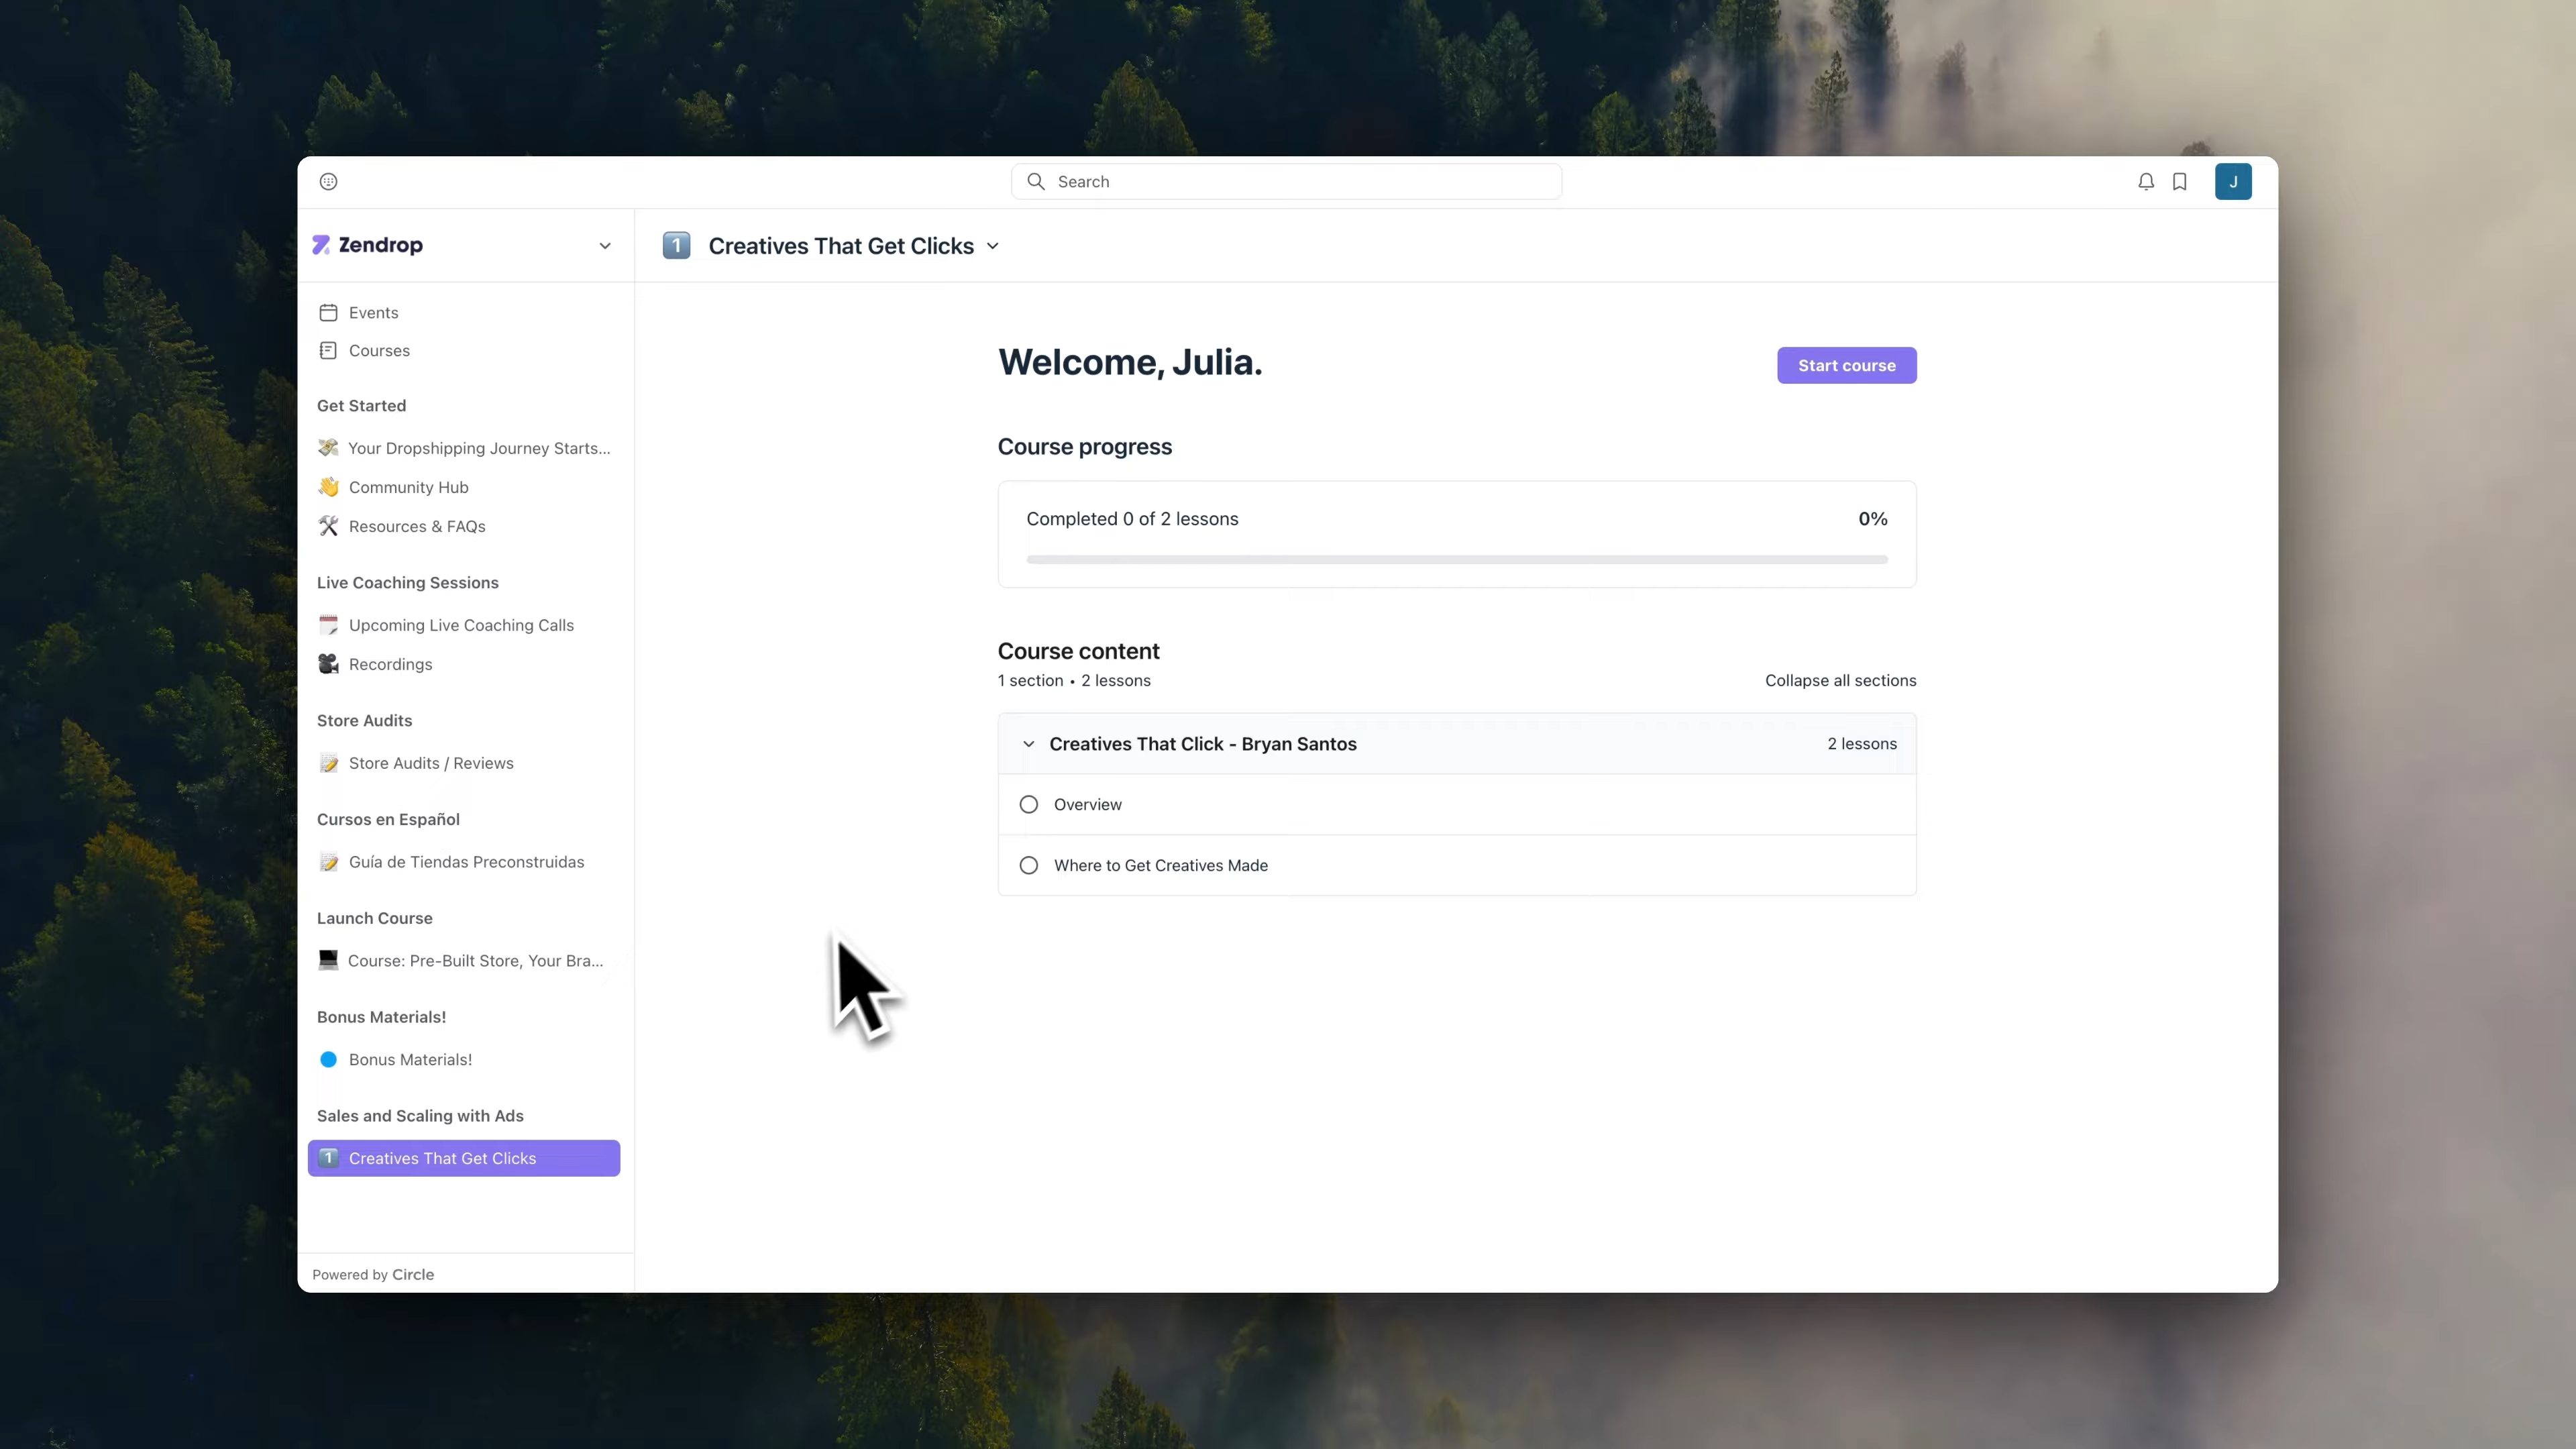 Search
J
Zendrop
1 Creatives That Get Clicks
Events
Courses
Get Started
Your Dropshipping Journey Starts...
Community Hub
Resources & FAQs
Live Coaching Sessions
Upcoming Live Coaching Calls
Recordings
Store Audits
Store Audits / Reviews
Cursos en Español
Guía de Tiendas Preconstruidas
Launch Course
Course: Pre-Built Store, Your Bra...
Bonus Materials!
Bonus Materials!
Sales and Scaling with Ads
1 Creatives That Get Clicks
Powered by Circle
Welcome, Julia.
Start course
Course progress
Completed 0 of 2 lessons
0%
Course content
1 section • 2 lessons
Collapse all sections
Creatives That Click - Bryan Santos
2 lessons
Overview
Where to Get Creatives Made